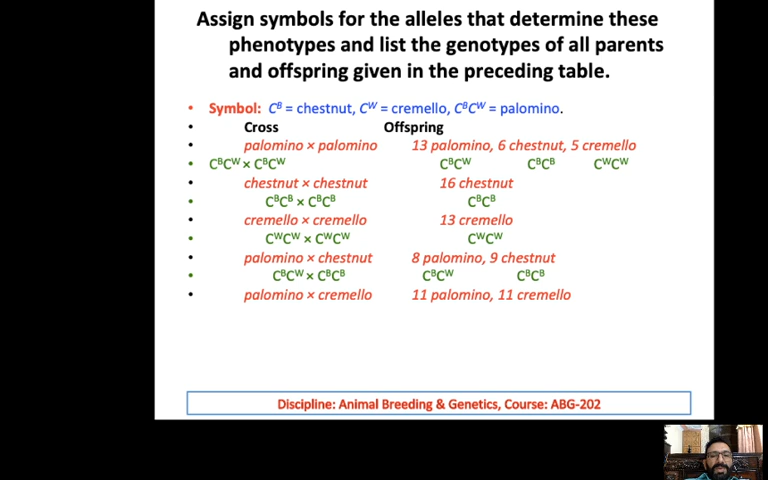 Assign symbols for the alleles that determine these
phenotypes and list the genotypes of all parents
and offspring given in the preceding table.
• Symbol: Cᴮ = chestnut, Cᵂ = cremello, CᴮCᵂ = palomino.
• Cross Offspring
• palomino × palomino 13 palomino, 6 chestnut, 5 cremello
• CᴮCᵂ × CᴮCᵂ CᴮCᵂ CᴮCᴮ CᵂCᵂ
• chestnut × chestnut 16 chestnut
• CᴮCᴮ × CᴮCᴮ CᴮCᴮ
• cremello × cremello 13 cremello
• CᵂCᵂ × CᵂCᵂ CᵂCᵂ
• palomino × chestnut 8 palomino, 9 chestnut
• CᴮCᵂ × CᴮCᴮ CᴮCᵂ CᴮCᴮ
• palomino × cremello 11 palomino, 11 cremello
Discipline: Animal Breeding & Genetics, Course: ABG-202